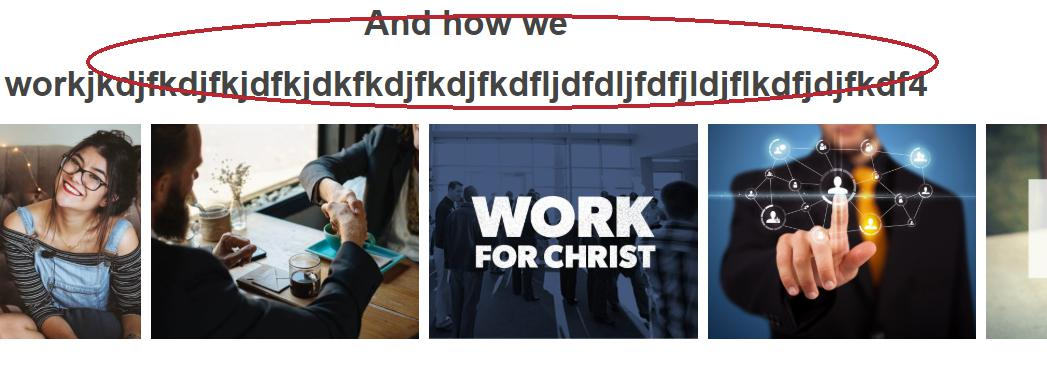 And how we
workjkdjfkdjfkjdfkjdkfkdjfkdjfkdfljdfdljfdfjldjflkdfjdjfkdf4
WORK
FOR CHRIST